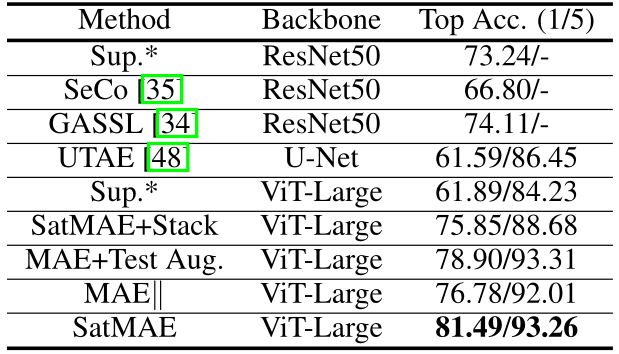 Method Backbone Top Acc. (1/5)
Sup.* ResNet50 73.24/-
SeCo [35] ResNet50 66.80/-
GASSL [34] ResNet50 74.11/-
UTAE [48] U-Net 61.59/86.45
Sup.* ViT-Large 61.89/84.23
SatMAE+Stack ViT-Large 75.85/88.68
MAE+Test Aug. ViT-Large 78.90/93.31
MAE|| ViT-Large 76.78/92.01
SatMAE ViT-Large 81.49/93.26